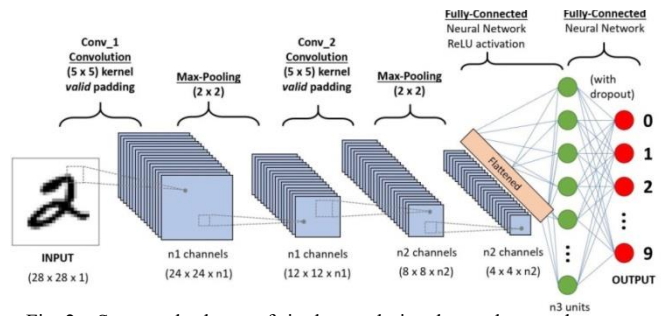 Fully-Connected
Neural Network
ReLU activation
Fully-Connected
Neural Network
Conv_1
Convolution
(5 x 5) kernel
valid padding
Max-Pooling
(2 x 2)
Conv_2
Convolution
(5 x 5) kernel
valid padding
Max-Pooling
(2 x 2)
(with
dropout)
Flattened
0
1
2
9
OUTPUT
INPUT
(28 x 28 x 1)
n1 channels
(24 x 24 x n1)
n1 channels
(12 x 12 x n1)
n2 channels
(8 x 8 x n2)
n2 channels
(4 x 4 x n2)
n3 units
2